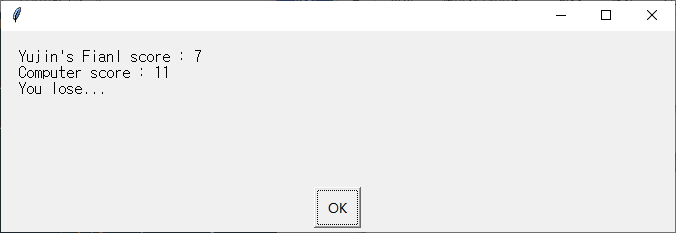 Yujin's Fianl score : 7
Computer score : 11
You lose...
OK